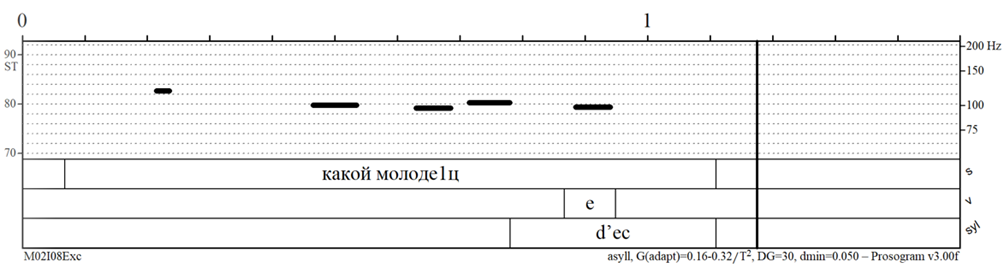 0 1
90 200 Hz
ST
150
80 100
75
70
какой молоде1ц s
e v
d’ec syl
M02I08Exc asyll, G(adapt)=0.16-0.32/T², DG=30, dmin=0.050 – Prosogram v3.00f